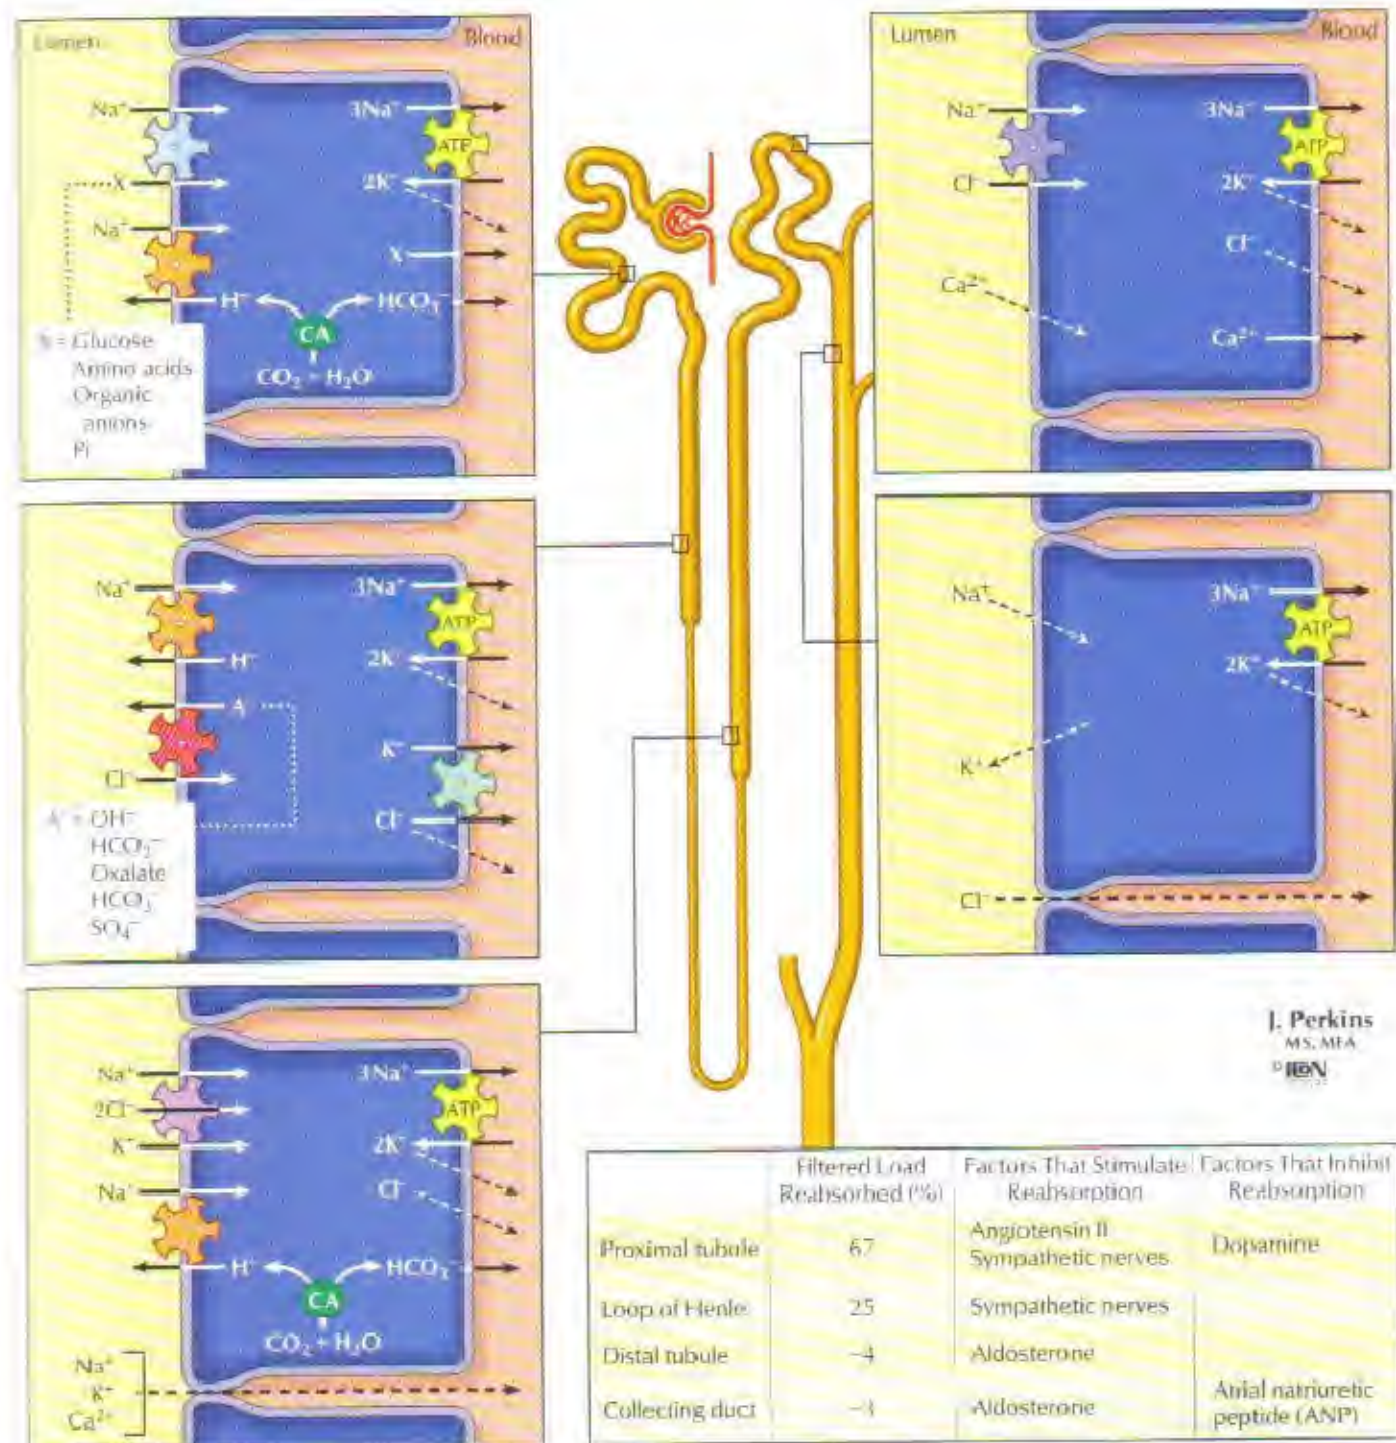 Lumen
Blood
Na⁺
3Na⁺
ATP
X
2K⁺
Na⁺
X
H⁺
HCO₃⁻
CA
CO₂ + H₂O
X = Glucose
Amino acids
Organic
anions
Pi
Na⁺
3Na⁺
ATP
H⁺
2K⁺
A⁻
K⁺
Cl⁻
Cl⁻
A⁻ = OH⁻
HCO₃⁻
Oxalate
HCO₃⁻
SO₄⁻
Na⁺
3Na⁺
2Cl⁻
ATP
K⁺
2K⁺
Na⁺
Cl⁻
H⁺
HCO₃⁻
CA
CO₂ + H₂O
Na⁺
K⁺
Ca²⁺
Lumen
Blood
Na⁺
3Na⁺
ATP
Cl⁻
2K⁺
Cl⁻
Ca²⁺
Ca²⁺
Na⁺
3Na⁺
ATP
2K⁺
K⁺
Cl⁻
J. Perkins
MS, MFA
© ICON
Filtered Load Reabsorbed (%)
Factors That Stimulate Reabsorption
Factors That Inhibit Reabsorption
Proximal tubule 67 Angiotensin II Sympathetic nerves Dopamine
Loop of Henle 25 Sympathetic nerves
Distal tubule ~4 Aldosterone
Collecting duct ~3 Aldosterone Atrial natriuretic peptide (ANP)